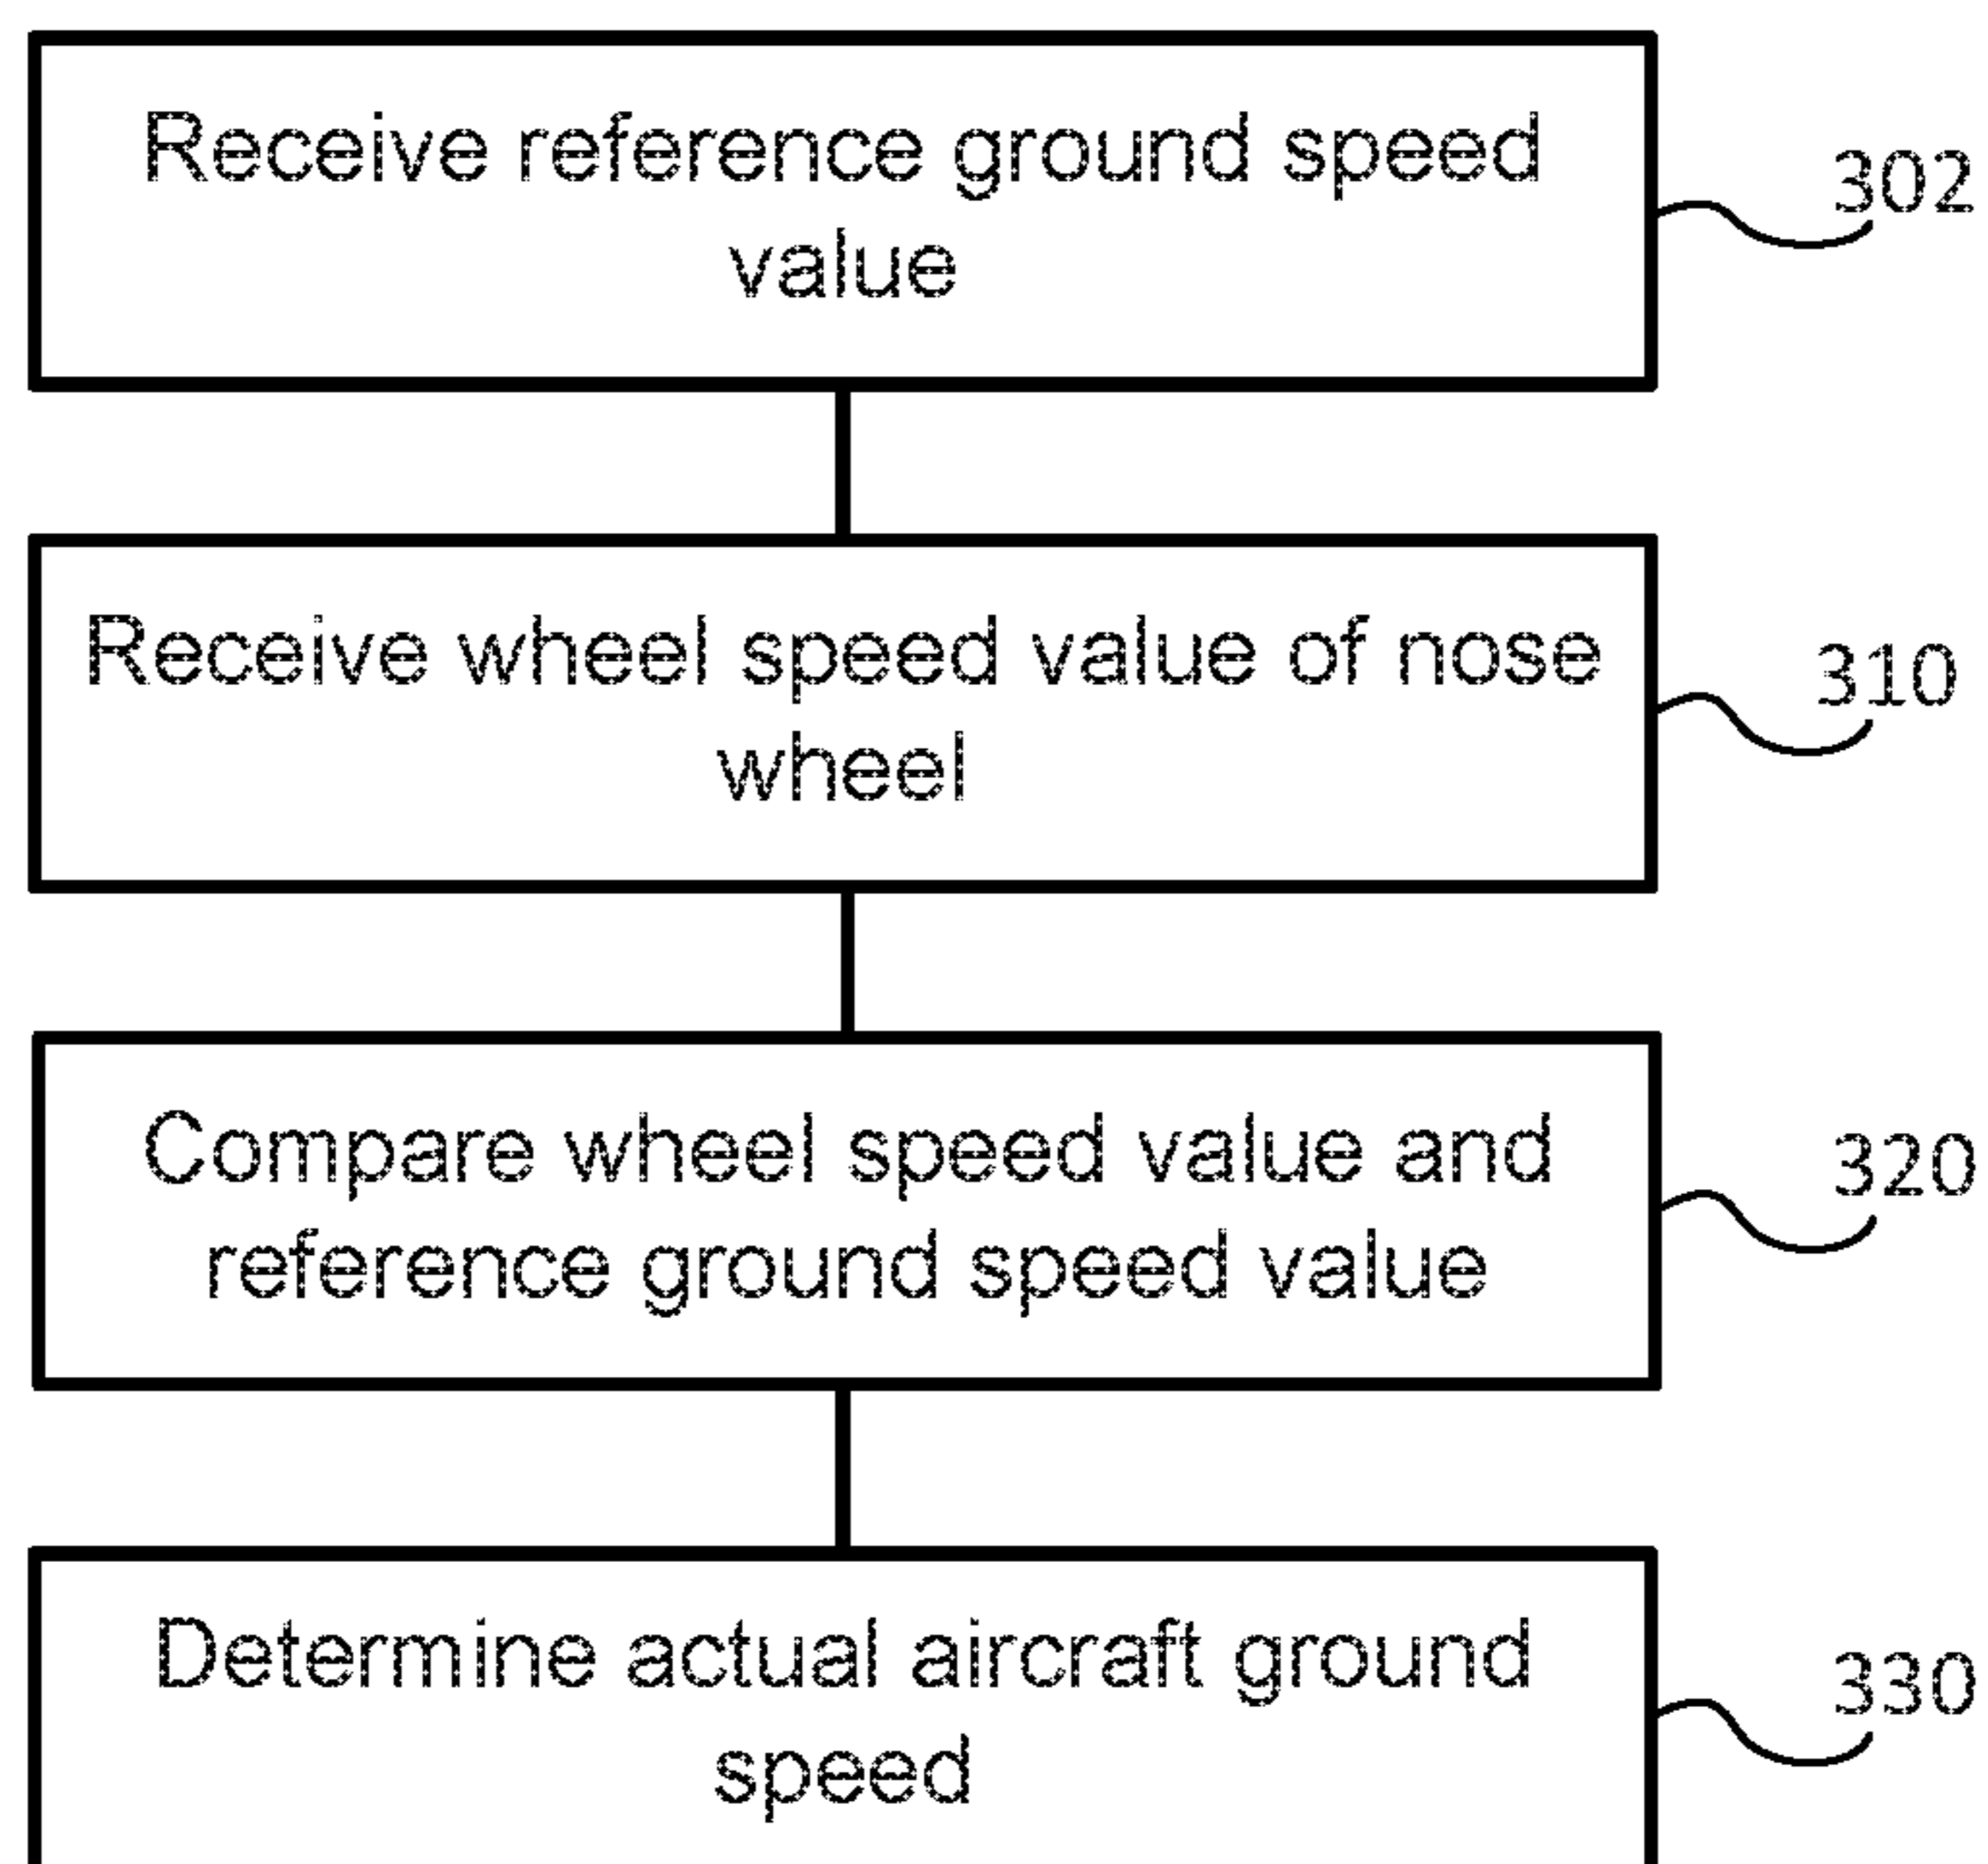 Receive reference ground speed
value
302
Receive wheel speed value of nose
wheel
310
Compare wheel speed value and
reference ground speed value
320
Determine actual aircraft ground
speed
330